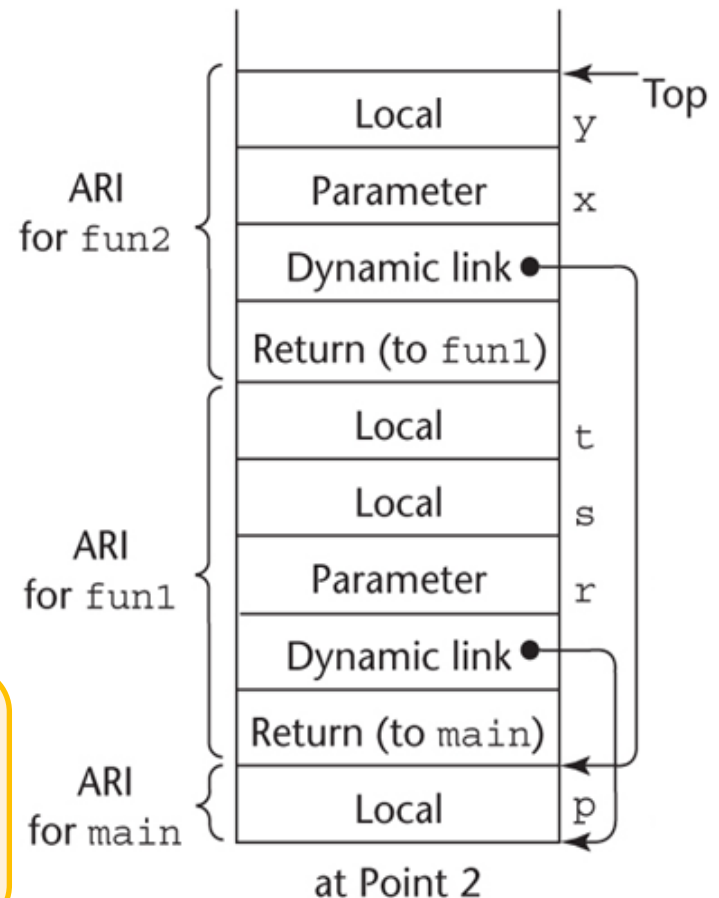 Top
Local y
ARI
for fun2
Parameter x
Dynamic link
Return (to fun1)
Local t
Local s
ARI
for fun1
Parameter r
Dynamic link
Return (to main)
ARI
for main
Local p
at Point 2